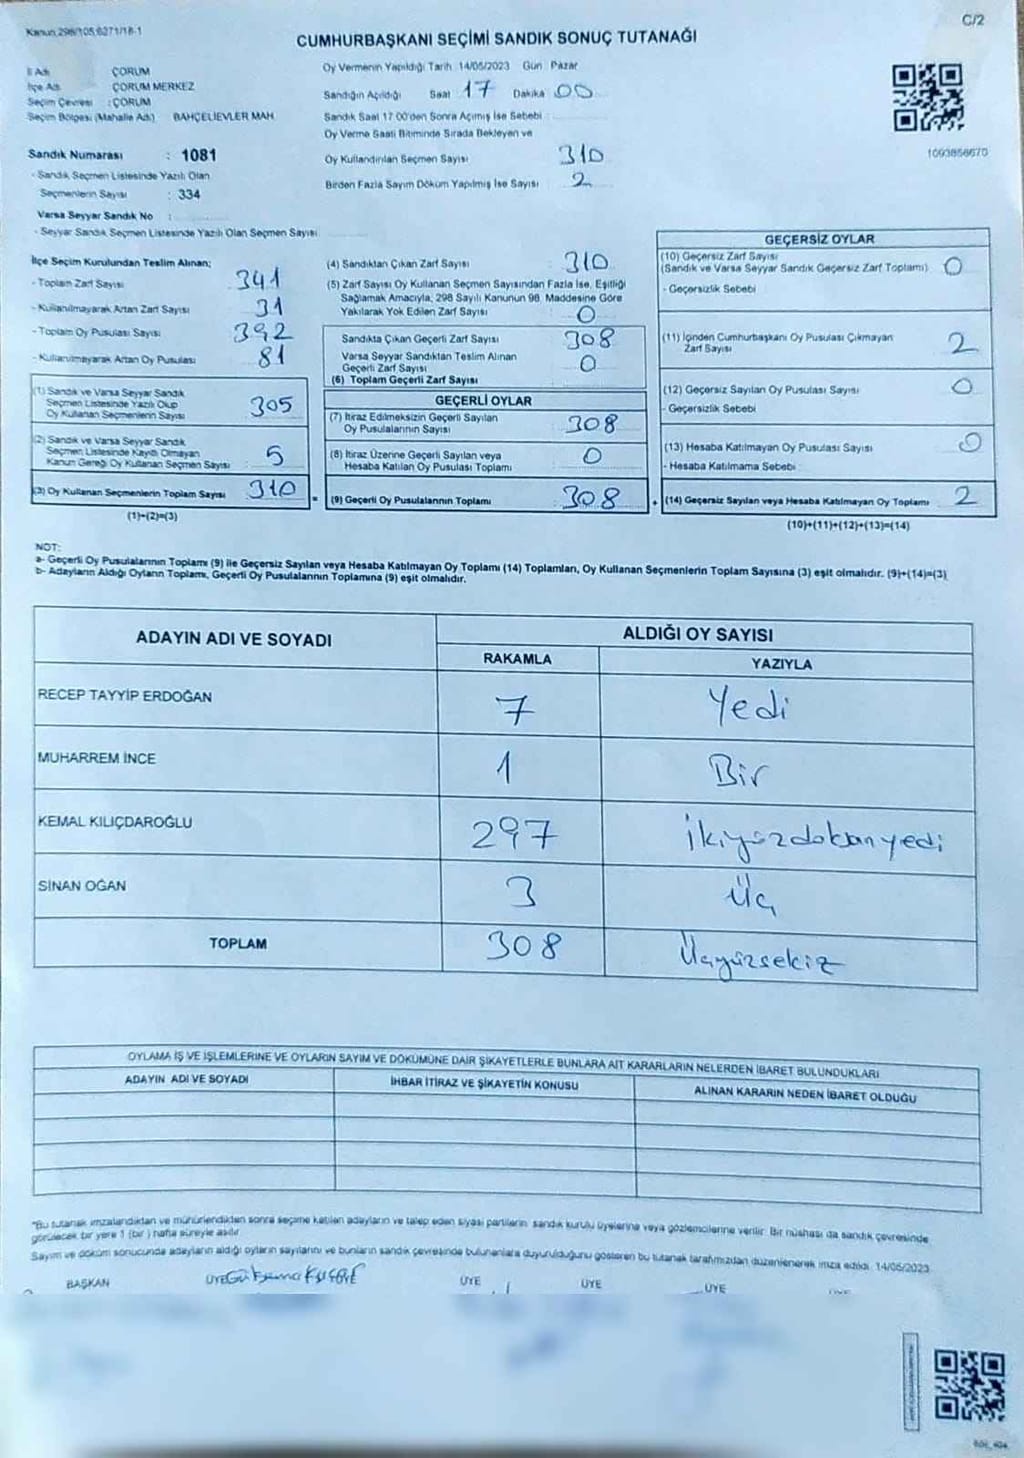 Kanun;298/105;6271/18-1
C/2
CUMHURBAŞKANI SEÇİMİ SANDIK SONUÇ TUTANAĞI
İl Adı ÇORUM
İlçe Adı ÇORUM MERKEZ
Seçim Çevresi : ÇORUM
Seçim Bölgesi (Mahalle Adı) BAHÇELİEVLER MAH.
Oy Vermenin Yapıldığı Tarih 14/05/2023 Gün Pazar
Sandığın Açıldığı Saat 17 Dakika 00
Sandık Saat 17.00'den Sonra Açımış İse Sebebi :
Oy Verme Saati Bitiminde Sırada Bekleyen ve
Oy Kullandırılan Seçmen Sayısı 310
Birden Fazla Sayım Döküm Yapılmış İse Sayısı 2
1093858670
Sandık Numarası : 1081
- Sandık Seçmen Listesinde Yazılı Olan
Seçmenlerin Sayısı : 334
Varsa Seyyar Sandık No :
- Seyyar Sandık Seçmen Listesinde Yazılı Olan Seçmen Sayısı
İlçe Seçim Kurulundan Teslim Alınan;
- Toplam Zarf Sayısı 341
- Kullanılmayarak Artan Zarf Sayısı 31
- Toplam Oy Pusulası Sayısı 392
- Kullanılmayarak Artan Oy Pusulası 81
(1) Sandık ve Varsa Seyyar Sandık
Seçmen Listesinde Yazılı Olup
Oy Kullanan Seçmenlerin Sayısı 305
(2) Sandık ve Varsa Seyyar Sandık
Seçmen Listesinde Kayıtlı Olmayan
Kanun Gereği Oy Kullanan Seçmen Sayısı 5
(3) Oy Kullanan Seçmenlerin Toplam Sayısı 310
(1)+(2)=(3)
(4) Sandıktan Çıkan Zarf Sayısı 310
(5) Zarf Sayısı Oy Kullanan Seçmen Sayısından Fazla İse, Eşitliği
Sağlamak Amacıyla; 298 Sayılı Kanunun 98. Maddesine Göre
Yakılarak Yok Edilen Zarf Sayısı 0
Sandıkta Çıkan Geçerli Zarf Sayısı 308
Varsa Seyyar Sandıktan Teslim Alınan
Geçerli Zarf Sayısı 0
(6) Toplam Geçerli Zarf Sayısı
GEÇERLİ OYLAR
(7) İtiraz Edilmeksizin Geçerli Sayılan
Oy Pusulalarının Sayısı 308
(8) İtiraz Üzerine Geçerli Sayılan veya
Hesaba Katılan Oy Pusulası Toplamı 0
= (9) Geçerli Oy Pusulalarının Toplamı 308
GEÇERSİZ OYLAR
(10) Geçersiz Zarf Sayısı
(Sandık ve Varsa Seyyar Sandık Geçersiz Zarf Toplamı) 0
- Geçersizlik Sebebi
(11) İçinden Cumhurbaşkanı Oy Pusulası Çıkmayan
Zarf Sayısı 2
(12) Geçersiz Sayılan Oy Pusulası Sayısı 0
- Geçersizlik Sebebi
(13) Hesaba Katılmayan Oy Pusulası Sayısı 0
- Hesaba Katılmama Sebebi
+ (14) Geçersiz Sayılan veya Hesaba Katılmayan Oy Toplamı 2
(10)+(11)+(12)+(13)=(14)
NOT:
a- Geçerli Oy Pusulalarının Toplamı (9) ile Geçersiz Sayılan veya Hesaba Katılmayan Oy Toplamı (14) Toplamları, Oy Kullanan Seçmenlerin Toplam Sayısına (3) eşit olmalıdır. (9)+(14)=(3)
b- Adayların Aldığı Oyların Toplamı, Geçerli Oy Pusulalarının Toplamına (9) eşit olmalıdır.
ADAYIN ADI VE SOYADI ALDIĞI OY SAYISI
RAKAMLA YAZIYLA
RECEP TAYYİP ERDOĞAN 7 Yedi
MUHARREM İNCE 1 Bir
KEMAL KILIÇDAROĞLU 297 İkiyüzdoksanyedi
SİNAN OĞAN 3 Üç
TOPLAM 308 Üçyüzsekiz
OYLAMA İŞ VE İŞLEMLERİNE VE OYLARIN SAYIM VE DÖKÜMÜNE DAİR ŞİKAYETLERLE BUNLARA AİT KARARLARIN NELERDEN İBARET BULUNDUKLARI
ADAYIN ADI VE SOYADI İHBAR İTİRAZ VE ŞİKAYETİN KONUSU ALINAN KARARIN NEDEN İBARET OLDUĞU
*Bu tutanak imzalandıktan ve mühürlendikten sonra seçime katılan adayların ve talep eden siyasi partilerin sandık kurulu üyelerine veya gözlemcilerine verilir. Bir nüshası da sandık çevresinde
görülecek bir yere 1 (bir) hafta süreyle asılır.
Sayım ve döküm sonucunda adayların aldığı oyların sayılarını ve bunların sandık çevresinde bulunanlara duyurulduğunu gösteren bu tutanak tarafımızdan düzenlenerek imza edildi. 14/05/2023
BAŞKAN ÜYE ÜYE ÜYE ÜYE ÜYE